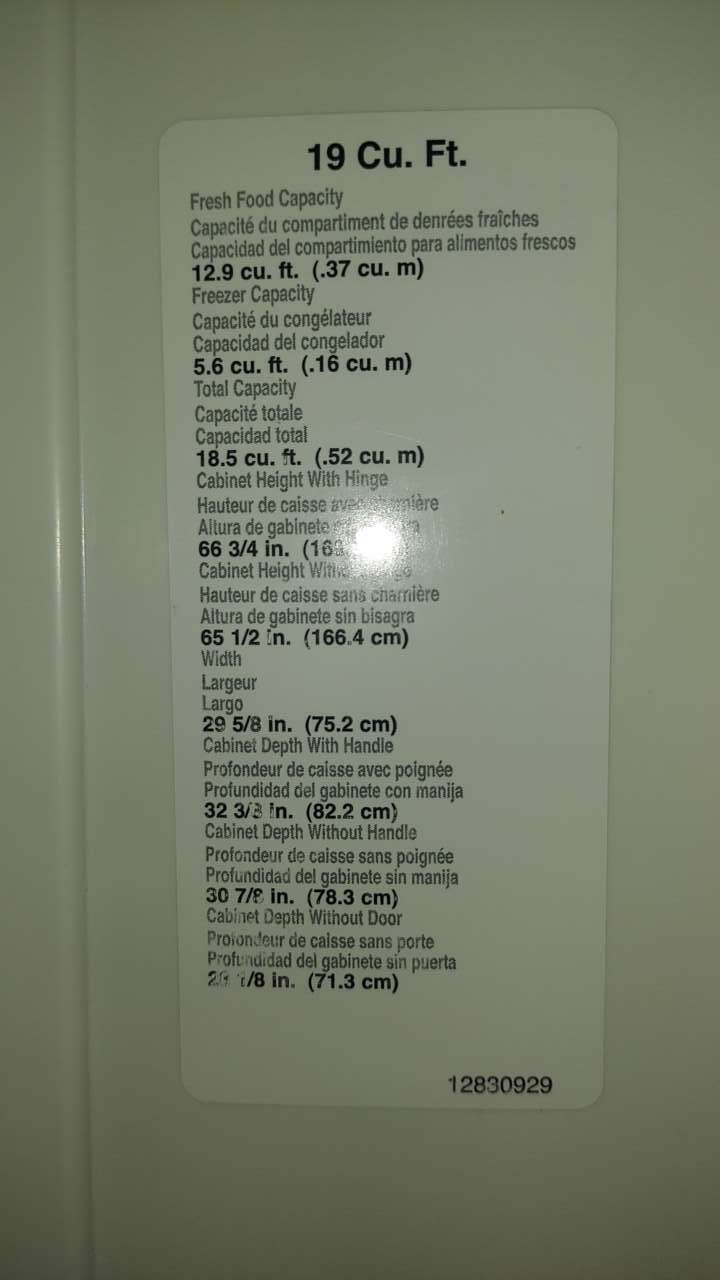 19 Cu. Ft.
Fresh Food Capacity
Capacité du compartiment de denrées fraîches
Capacidad del compartimiento para alimentos frescos
12.9 cu. ft. (.37 cu. m)
Freezer Capacity
Capacité du congélateur
Capacidad del congelador
5.6 cu. ft. (.16 cu. m)
Total Capacity
Capacité totale
Capacidad total
18.5 cu. ft. (.52 cu. m)
Cabinet Height With Hinge
Hauteur de caisse avec charnière
Altura de gabinete
66 3/4 in.
Cabinet Height
Hauteur de caisse sans charnière
Altura de gabinete sin bisagra
65 1/2 in. (166.4 cm)
Width
Largeur
Largo
29 5/8 in. (75.2 cm)
Cabinet Depth With Handle
Profondeur de caisse avec poignée
Profundidad del gabinete con manija
32 3/8 in. (82.2 cm)
Cabinet Depth Without Handle
Profondeur de caisse sans poignée
Profundidad del gabinete sin manija
30 7/8 in. (78.3 cm)
Cabinet Depth Without Door
Profondeur de caisse sans porte
Profundidad del gabinete sin puerta
in. (71.3 cm)
12830929